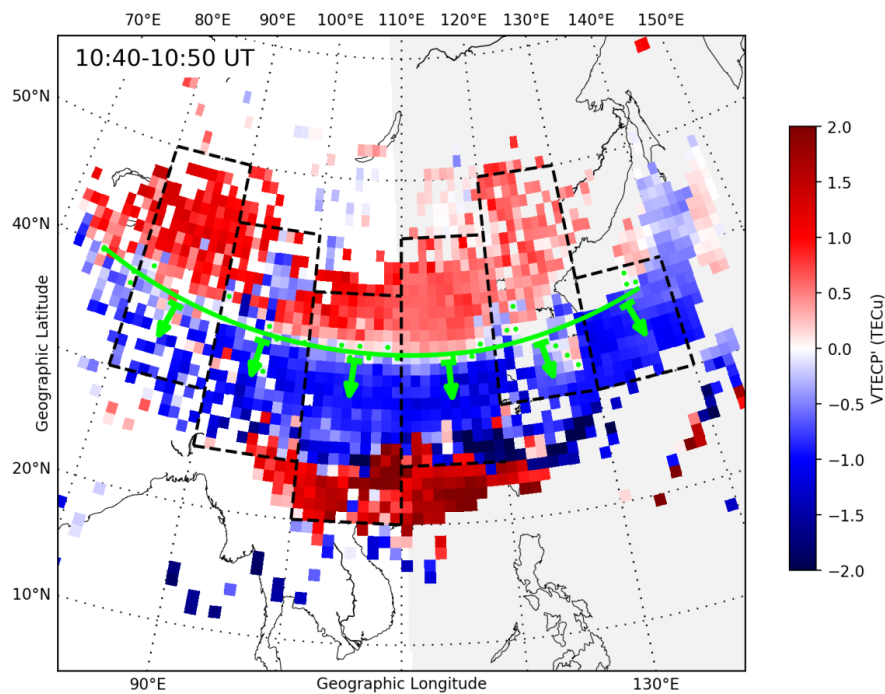 70°E 80°E 90°E 100°E 110°E 120°E 130°E 140°E 150°E
10:40-10:50 UT
50°N
40°N
20°N
10°N
Geographic Latitude
90°E
Geographic Longitude
130°E
2.0
1.5
1.0
0.5
0.0
−0.5
−1.0
−1.5
−2.0
VTECP' (TECu)